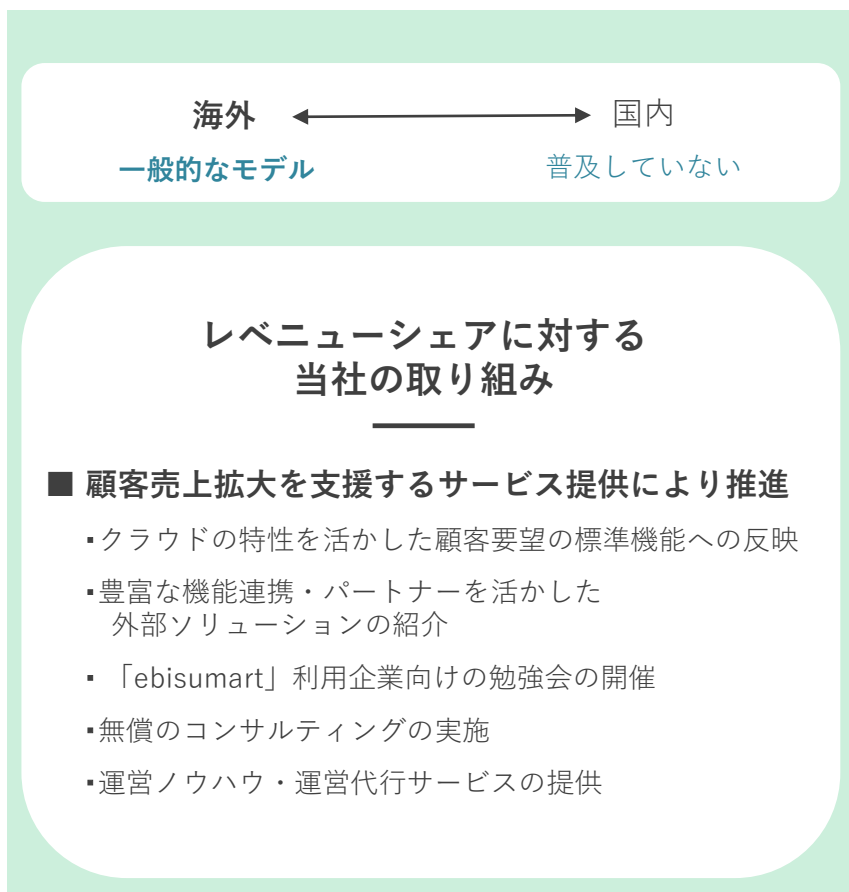 海外 ⟷ 国内
一般的なモデル 普及していない
レベニューシェアに対する
当社の取り組み
■ 顧客売上拡大を支援するサービス提供により推進
▪クラウドの特性を活かした顧客要望の標準機能への反映
▪豊富な機能連携・パートナーを活かした
外部ソリューションの紹介
▪「ebisumart」利用企業向けの勉強会の開催
▪無償のコンサルティングの実施
▪運営ノウハウ・運営代行サービスの提供